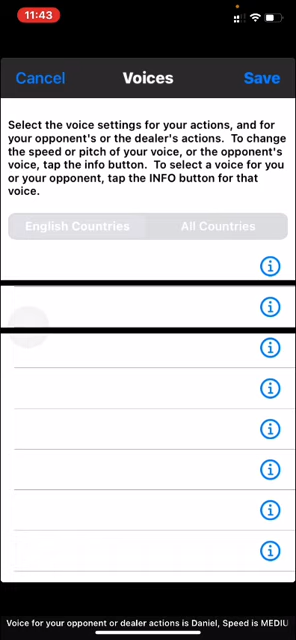 11:43
Cancel
Voices
Save
Select the voice settings for your actions, and for
your opponent's or the dealer's actions.  To change
the speed or pitch of your voice, or the opponent's
voice, tap the info button.  To select a voice for you
or your opponent, tap the INFO button for that
voice.
English Countries
All Countries
Voice for your opponent or dealer actions is Daniel, Speed is MEDIU